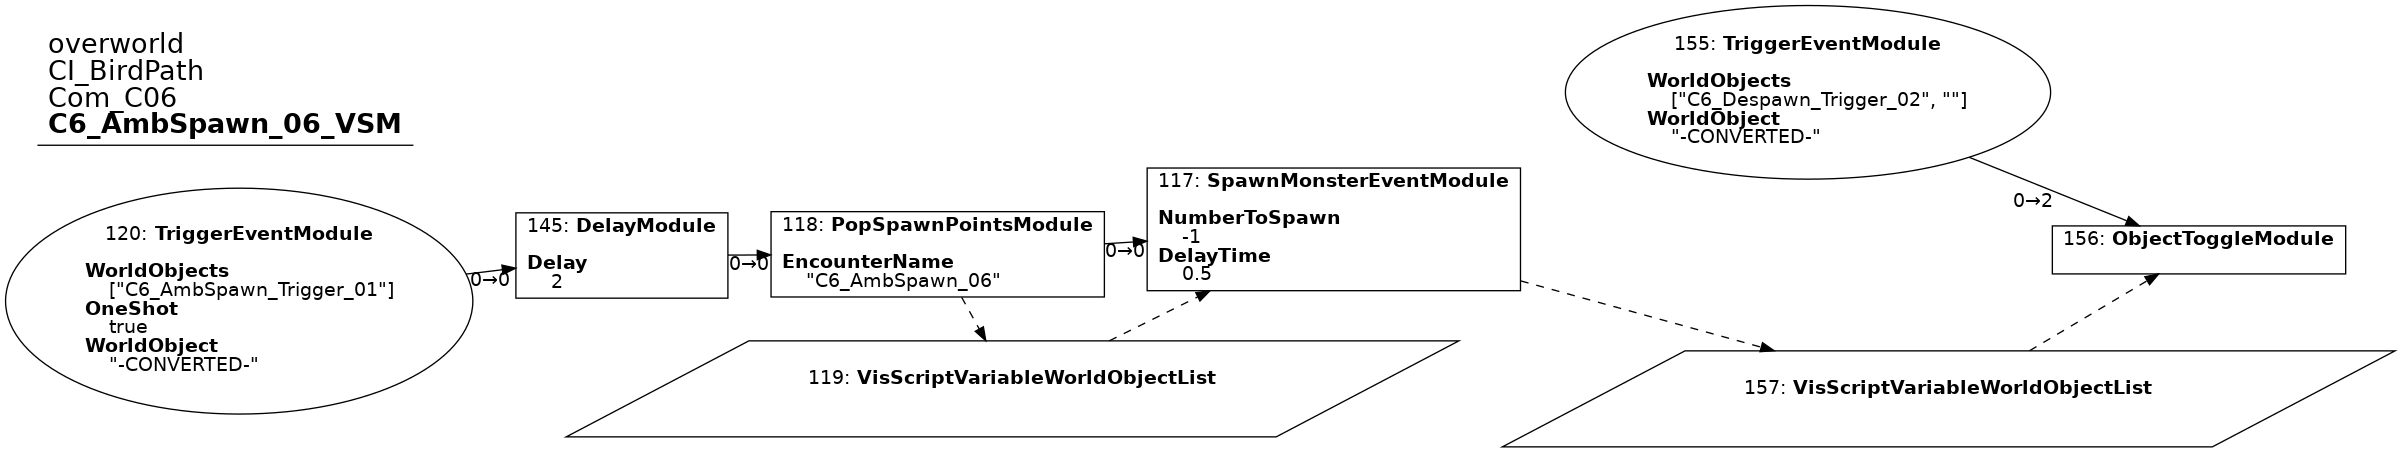 overworld
CI_BirdPath
Com_C06
C6_AmbSpawn_06_VSM
120: TriggerEventModule
WorldObjects
["C6_AmbSpawn_Trigger_01"]
OneShot
true
WorldObject
"-CONVERTED-"
0→0
145: DelayModule
Delay
2
0→0
118: PopSpawnPointsModule
EncounterName
"C6_AmbSpawn_06"
0→0
117: SpawnMonsterEventModule
NumberToSpawn
-1
DelayTime
0.5
119: VisScriptVariableWorldObjectList
155: TriggerEventModule
WorldObjects
["C6_Despawn_Trigger_02", ""]
WorldObject
"-CONVERTED-"
0→2
156: ObjectToggleModule
157: VisScriptVariableWorldObjectList